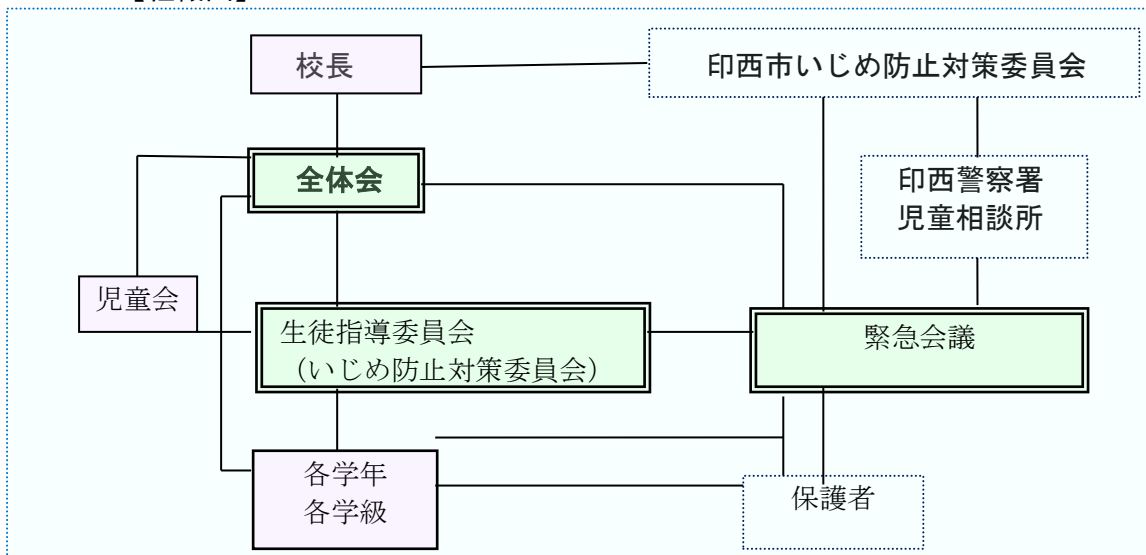 校長
印西市いじめ防止対策委員会
全体会
印西警察署
児童相談所
児童会
生徒指導委員会
（いじめ防止対策委員会）
緊急会議
各学年
各学級
保護者